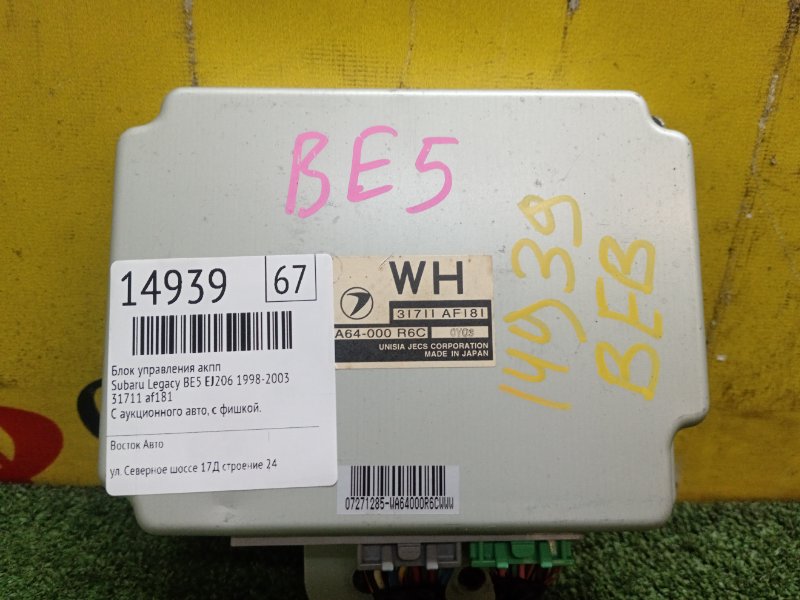 BE5
14939
BEB
WH
31711 AF181
A64-000 R6C 0Y03
UNISIA JECS CORPORATION
MADE IN JAPAN
14939 67
Блок управления акпп
Subaru Legacy BE5 EJ206 1998-2003
31711 af181
С аукционного авто, с фишкой.
Восток Авто
ул. Северное шоссе 17Д строение 24
07271285-WA64000R6CWWW